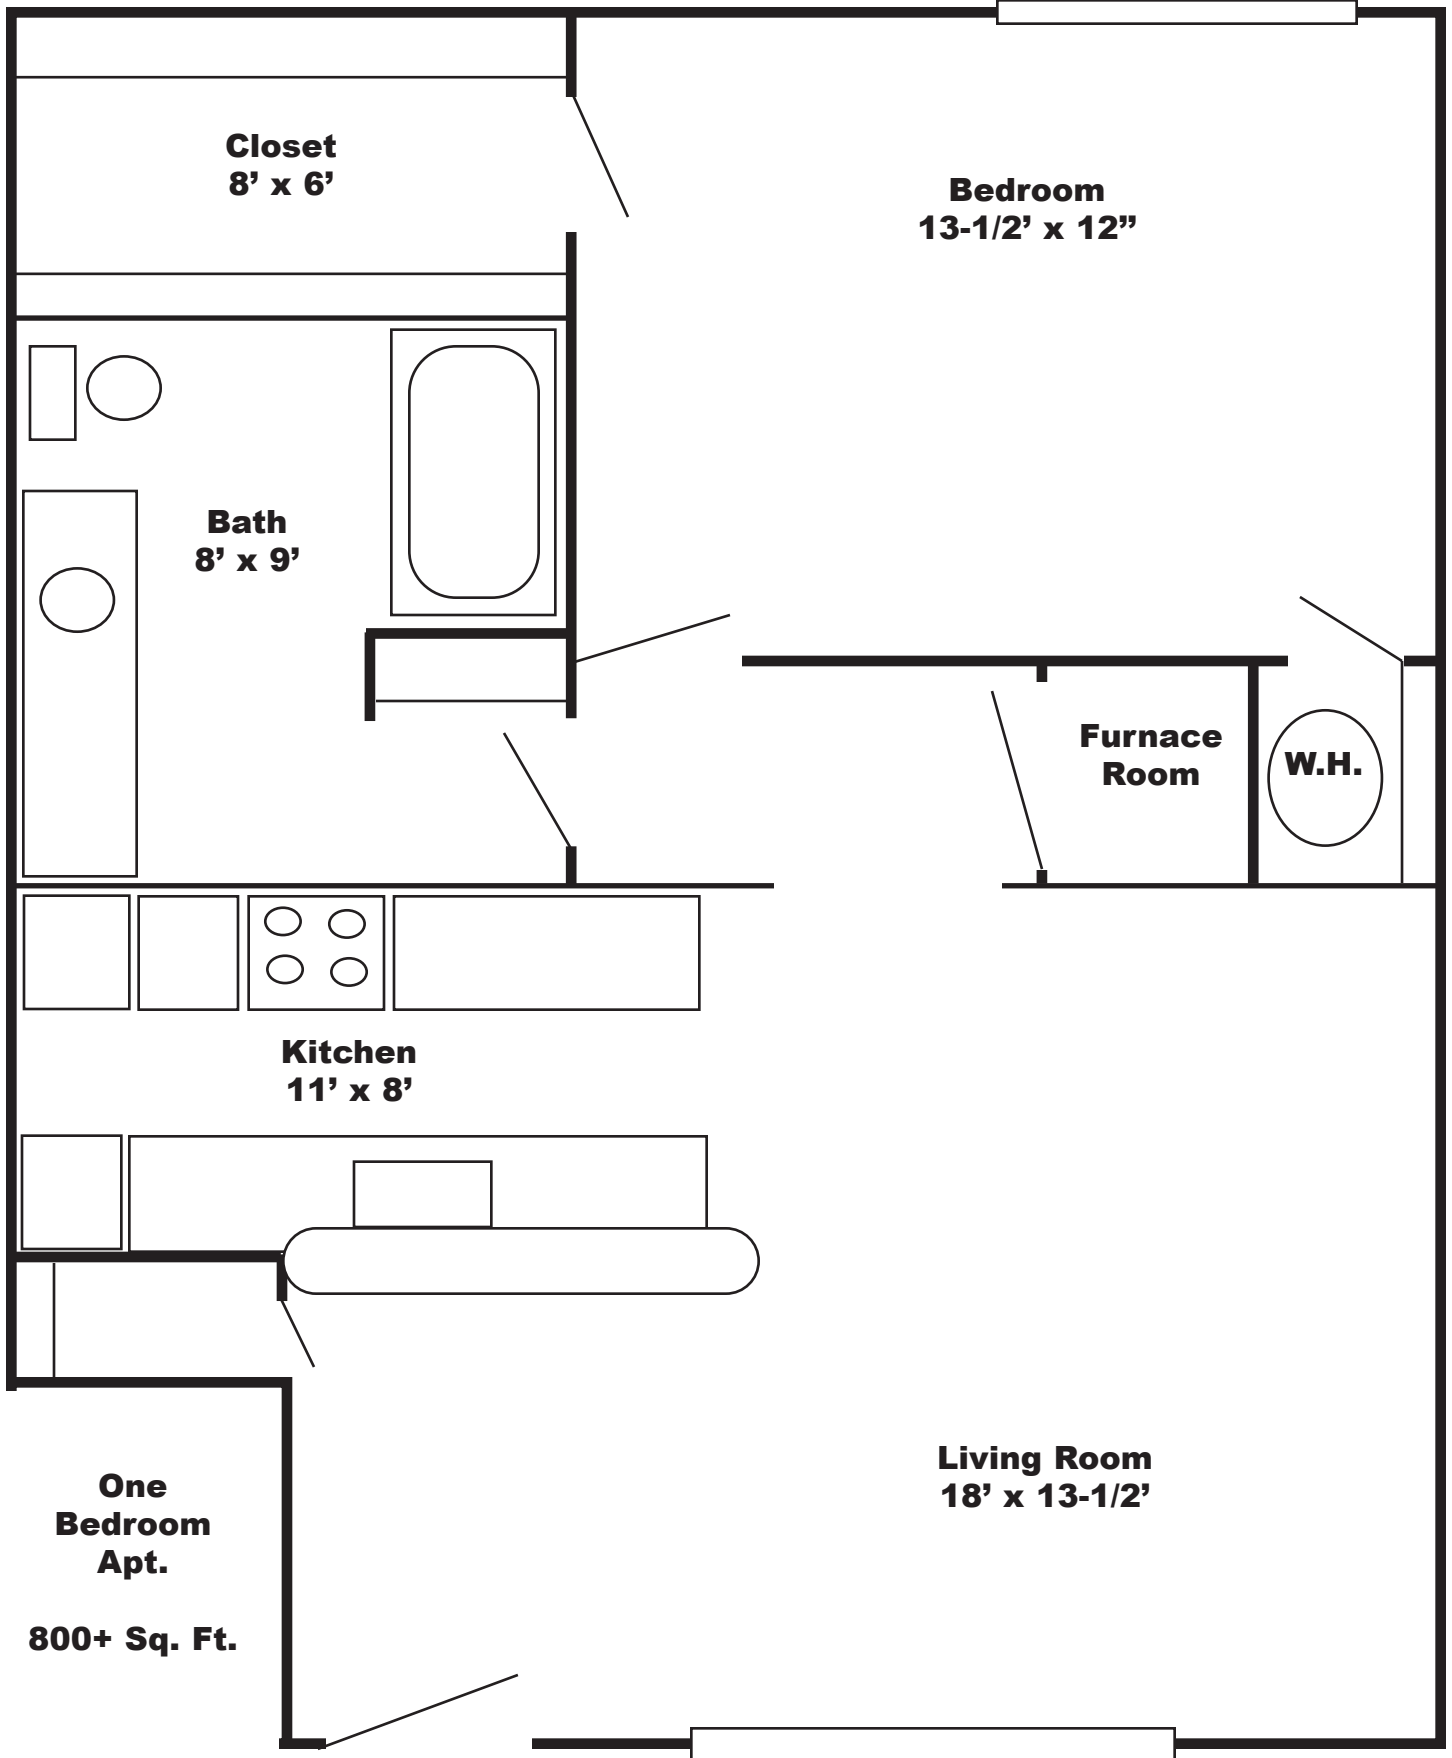 Closet
8’ x 6’
Bedroom
13-1/2’ x 12”
Bath
8’ x 9’
Furnace
Room
W.H.
Kitchen
11’ x 8’
Living Room
18’ x 13-1/2’
One
Bedroom
Apt.
800+ Sq. Ft.